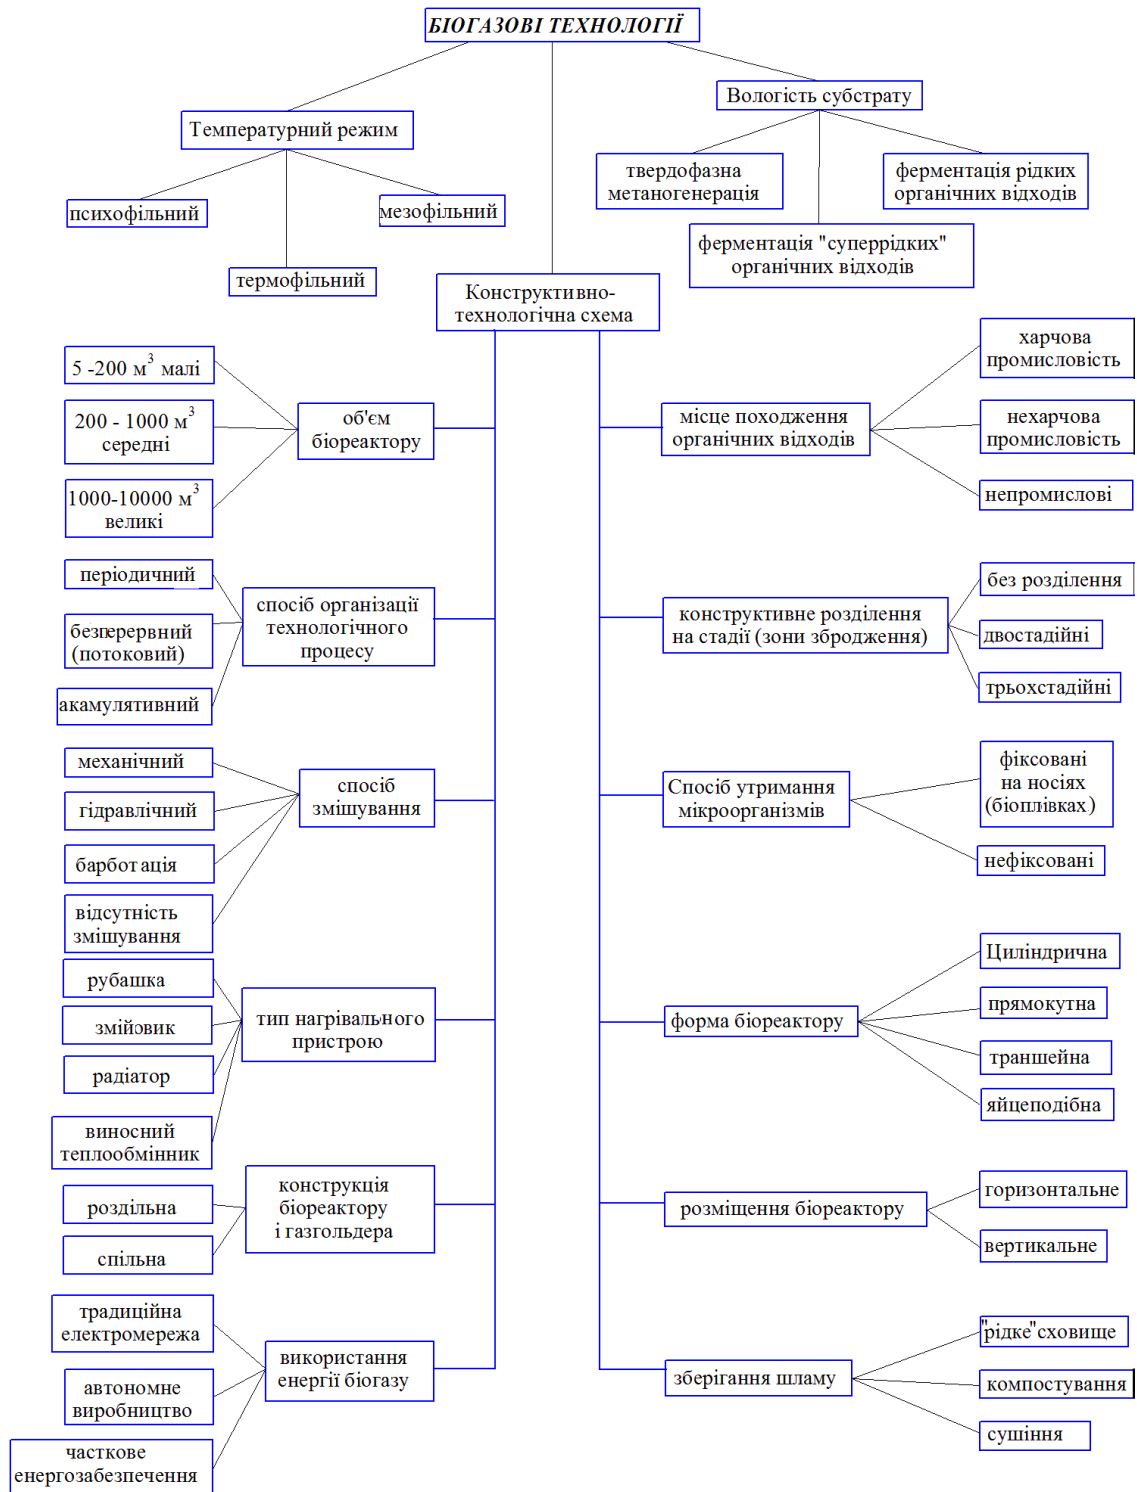 БІОГАЗОВІ ТЕХНОЛОГІЇ
Температурний режим
Вологість субстрату
психофільний
мезофільний
термофільний
твердофазна
метаногенерація
ферментація рідких
органічних відходів
ферментація "суперрідких"
органічних відходів
Конструктивно-
технологічна схема
5 -200 м³ малі
200 - 1000 м³
середні
1000-10000 м³
великі
об'єм
біореактору
періодичний
безперервний
(потоковий)
акамулятивний
спосіб організації
технологічного
процесу
механічний
гідравлічний
барботація
відсутність
змішування
спосіб
змішування
рубашка
змійовик
радіатор
виносний
теплообмінник
тип нагрівального
пристрою
роздільна
спільна
конструкція
біореактору
і газгольдера
традиційна
електромережа
автономне
виробництво
часткове
енергозабезпечення
використання
енергії біогазу
місце походження
органічних відходів
харчова
промисловість
нехарчова
промисловість
непромислові
конструктивне розділення
на стадії (зони збродження)
без розділення
двостадійні
трьохстадійні
Спосіб утримання
мікроорганізмів
фіксовані
на носіях
(біоплівках)
нефіксовані
форма біореактору
Циліндрична
прямокутна
траншейна
яйцеподібна
розміщення біореактору
горизонтальне
вертикальне
зберігання шламу
"рідке"сховище
компостування
сушіння